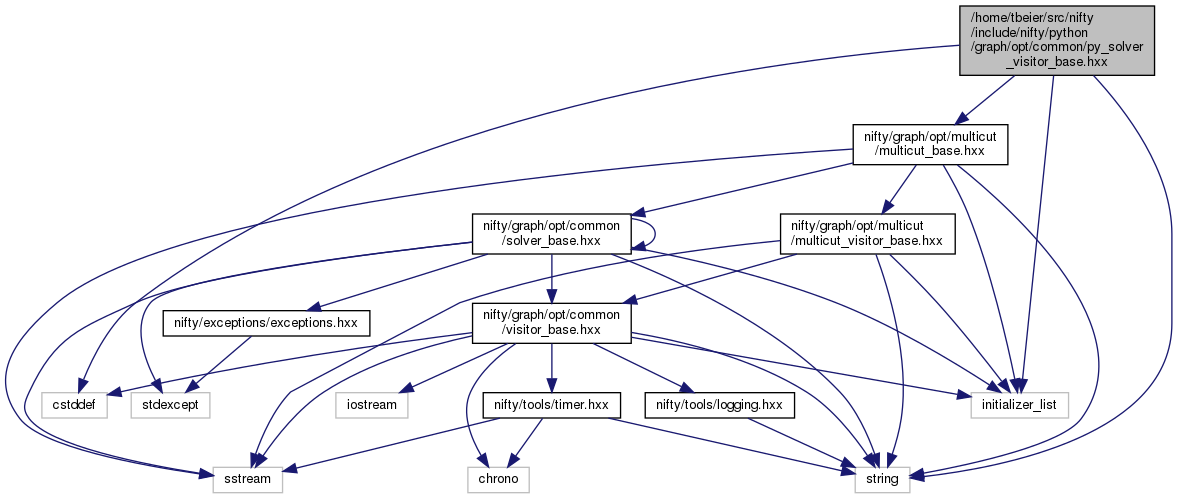 /home/tbeier/src/nifty
/include/nifty/python
/graph/opt/common/py_solver
_visitor_base.hxx
nifty/graph/opt/multicut
/multicut_base.hxx
nifty/graph/opt/common
/solver_base.hxx
nifty/graph/opt/multicut
/multicut_visitor_base.hxx
nifty/exceptions/exceptions.hxx
nifty/graph/opt/common
/visitor_base.hxx
cstddef
stdexcept
iostream
nifty/tools/timer.hxx
nifty/tools/logging.hxx
initializer_list
sstream
chrono
string